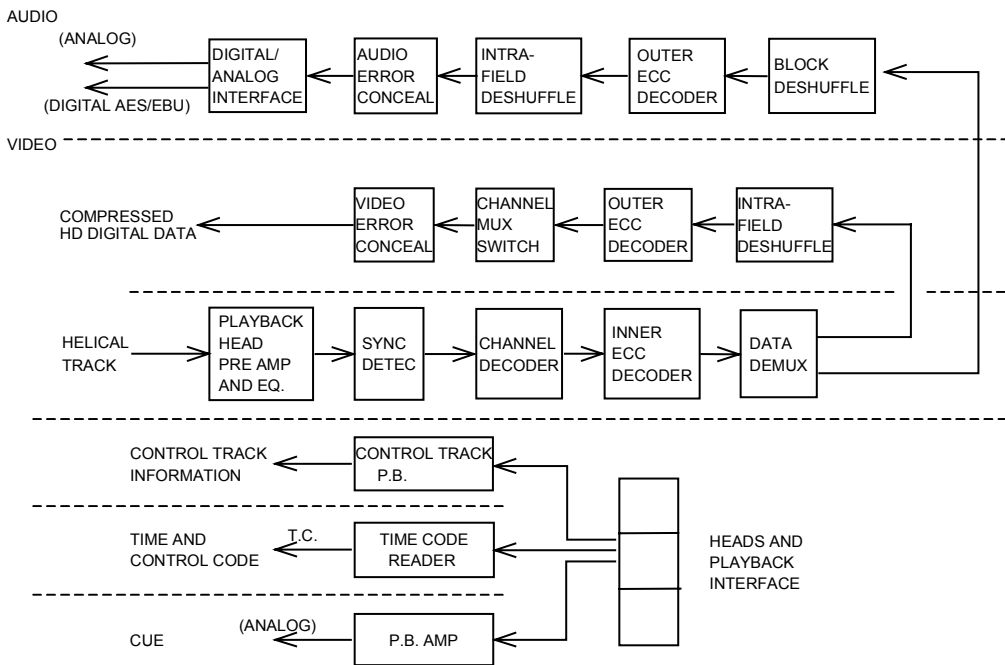 AUDIO
(ANALOG)
(DIGITAL AES/EBU)
DIGITAL/
ANALOG
INTERFACE
AUDIO
ERROR
CONCEAL
INTRA-
FIELD
DESHUFFLE
OUTER
ECC
DECODER
BLOCK
DESHUFFLE
VIDEO
COMPRESSED
HD DIGITAL DATA
VIDEO
ERROR
CONCEAL
CHANNEL
MUX
SWITCH
OUTER
ECC
DECODER
INTRA-
FIELD
DESHUFFLE
HELICAL
TRACK
PLAYBACK
HEAD
PRE AMP
AND EQ.
SYNC
DETEC
CHANNEL
DECODER
INNER
ECC
DECODER
DATA
DEMUX
CONTROL TRACK
INFORMATION
CONTROL TRACK
P.B.
TIME AND
CONTROL CODE
T.C.
TIME CODE
READER
HEADS AND
PLAYBACK
INTERFACE
CUE
(ANALOG)
P.B. AMP